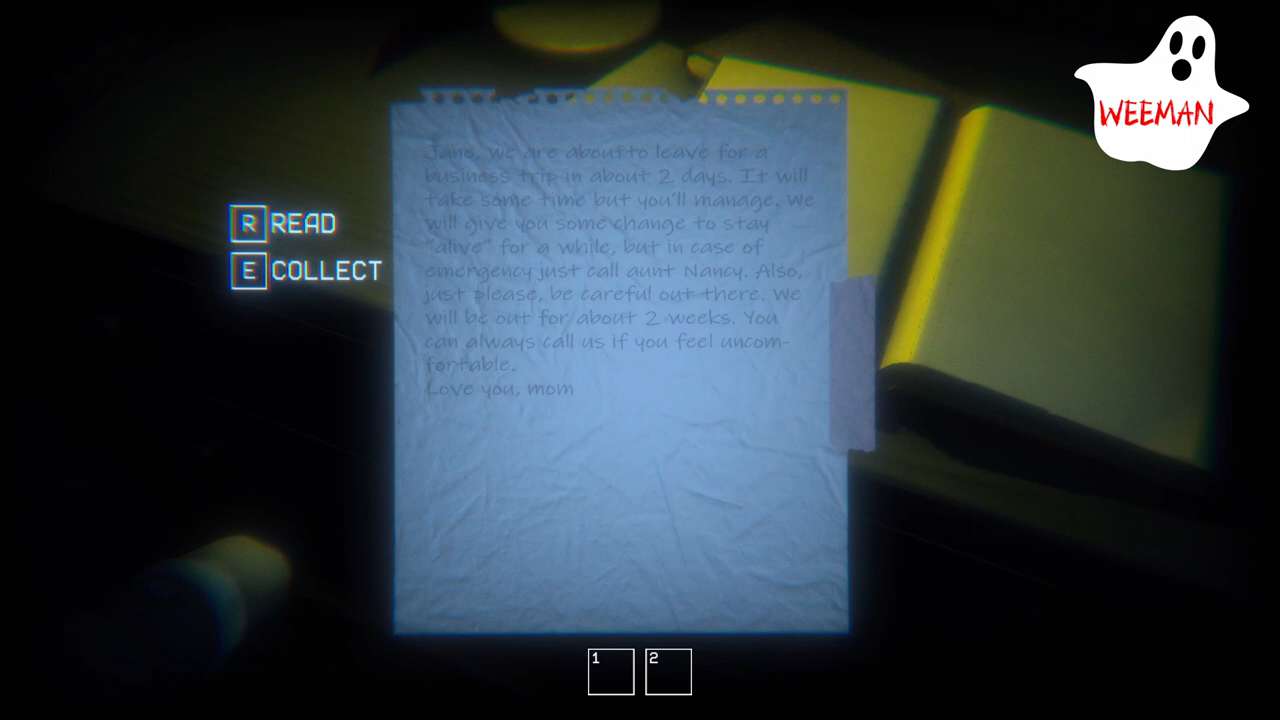 WEEMAN
Jane, we are about to leave for a
business trip in about 2 days. It will
take some time but you'll manage. We
will give you some change to stay
"alive" for a while, but in case of
emergency just call aunt Nancy. Also,
just please, be careful out there. We
will be out for about 2 weeks. You
can always call us if you feel uncom-
fortable.
Love you, mom
R READ
E COLLECT
1 2